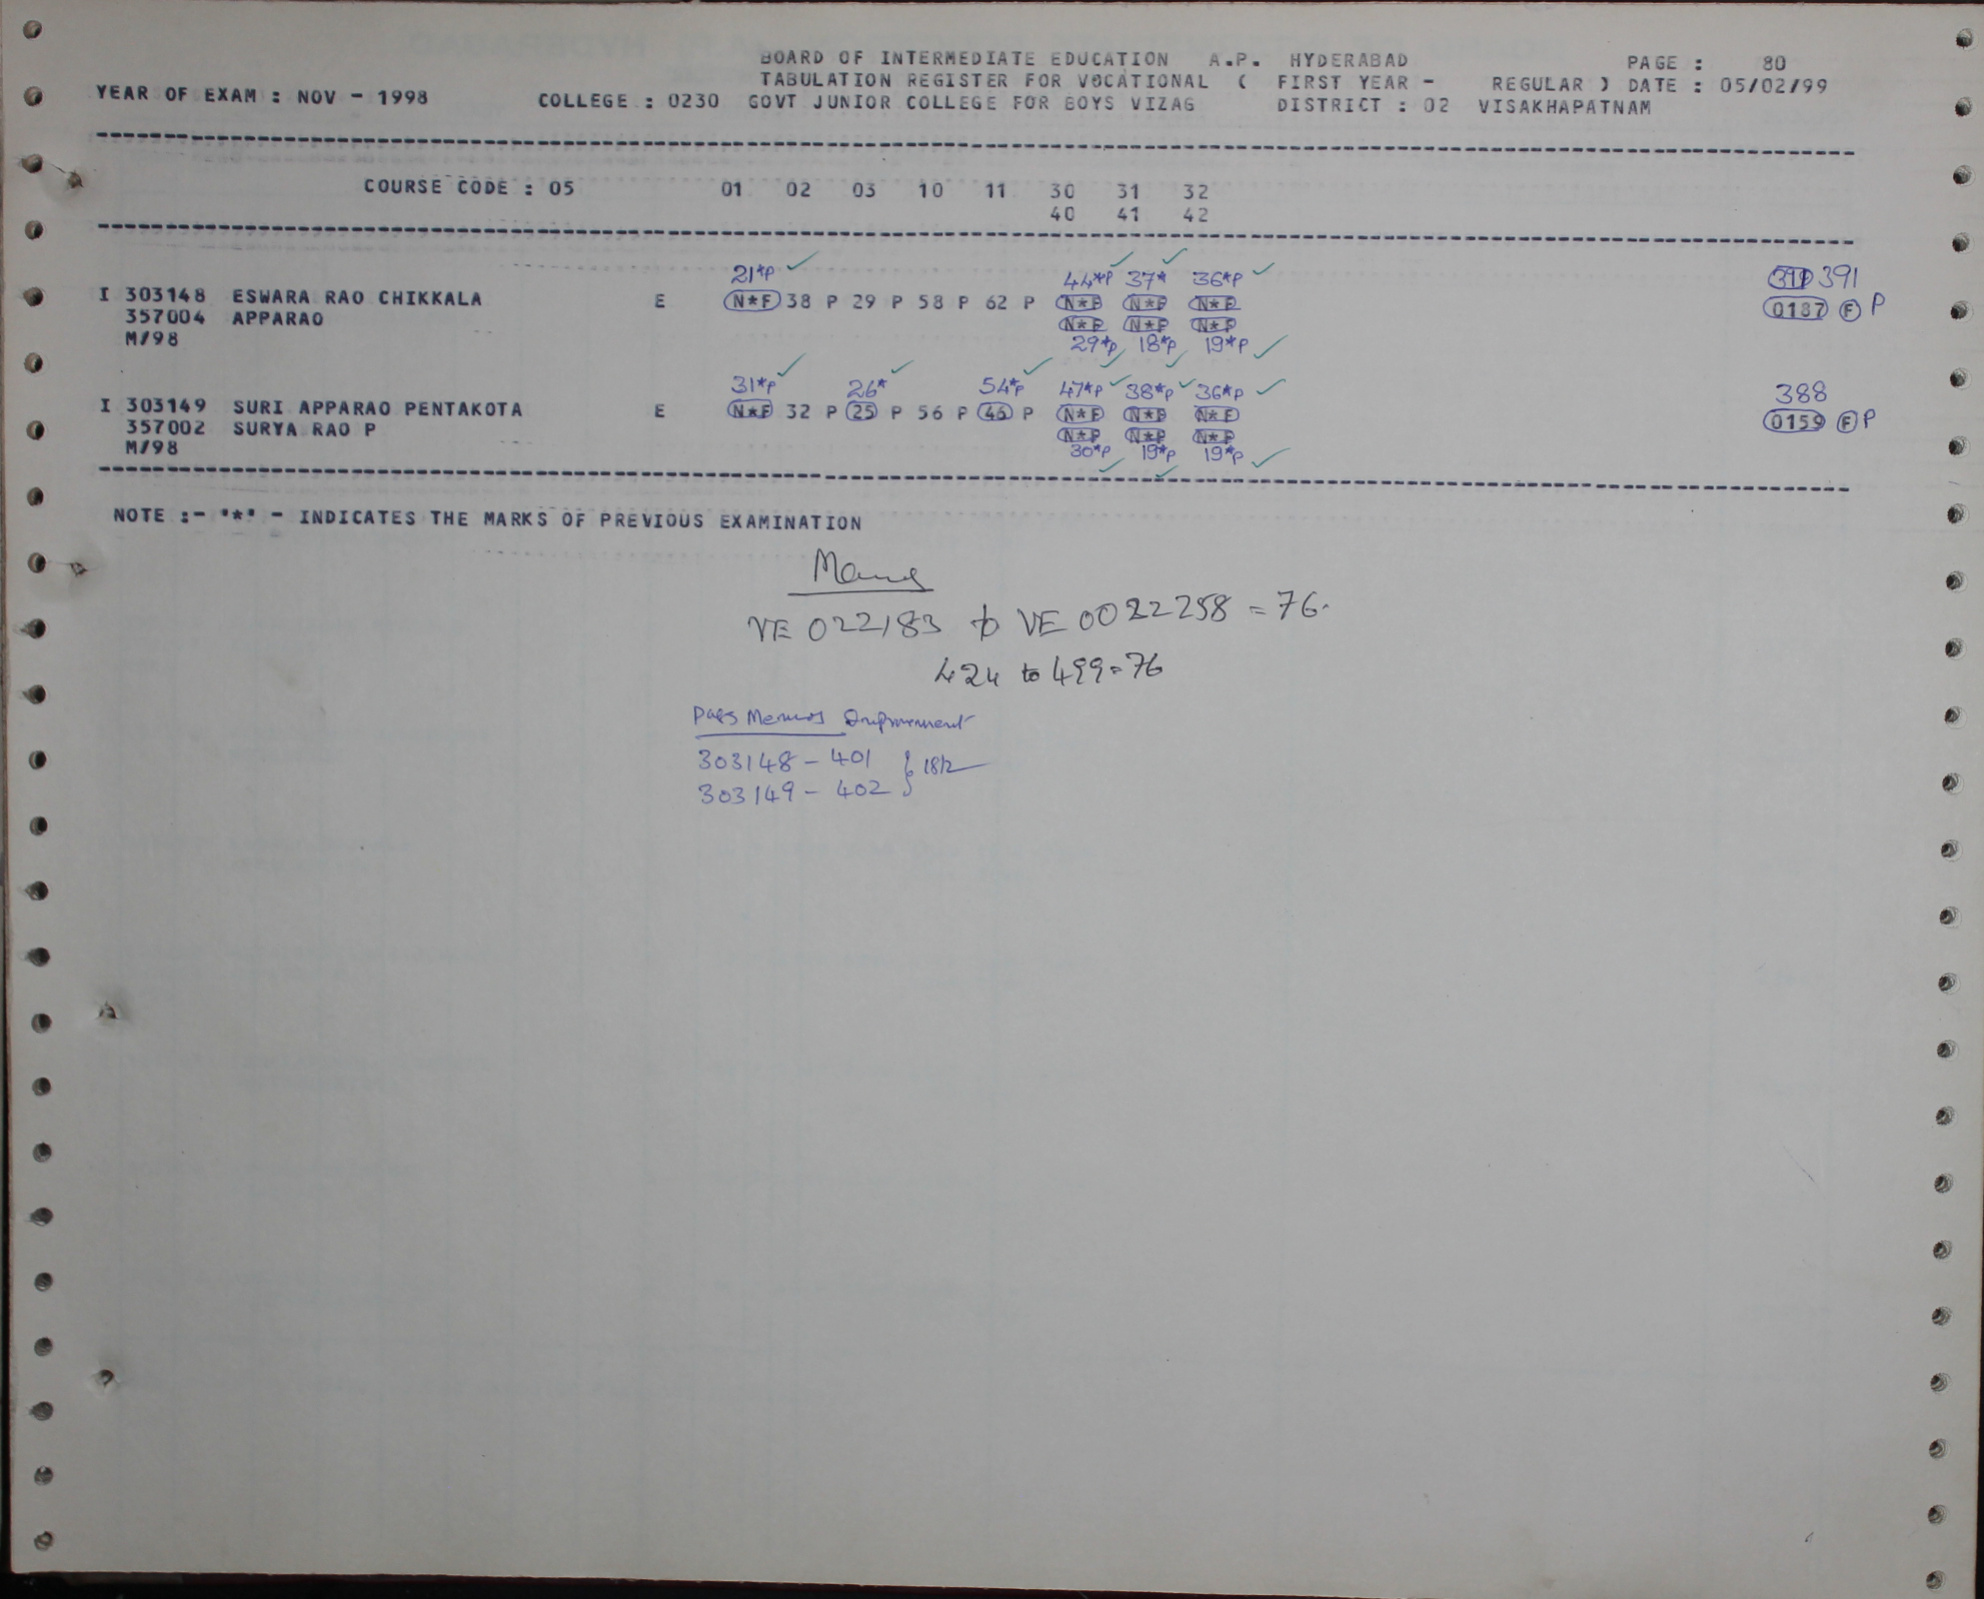 BOARD OF INTERMEDIATE EDUCATION A.P. HYDERABAD PAGE : 80
TABULATION REGISTER FOR VOCATIONAL ( FIRST YEAR - REGULAR ) DATE : 05/02/99
YEAR OF EXAM : NOV - 1998 COLLEGE : 0230 GOVT JUNIOR COLLEGE FOR BOYS VIZAG DISTRICT : 02 VISAKHAPATNAM
COURSE CODE : 05 01 02 03 10 11 30 31 32
40 41 42
21*P 44*P 37* 36*P 391
I 303148 ESWARA RAO CHIKKALA E N*F 38 P 29 P 58 P 62 P N*P N*P N*P 0187 F P
357004 APPARAO N*P N*P N*P
M/98 29*P 18*P 19*P
31*P 26* 54*P 47*P 38*P 36*P 388
I 303149 SURI APPARAO PENTAKOTA E N*F 32 P 25 P 56 P 46 P N*P N*P N*P 0159 F P
357002 SURYA RAO P N*P N*P N*P
M/98 30*P 19*P 19*P
NOTE :- '*' - INDICATES THE MARKS OF PREVIOUS EXAMINATION
VE 022183 to VE 0022258 = 76.
424 to 499 = 76
Pass Memos Improvement
303148 - 401
303149 - 402